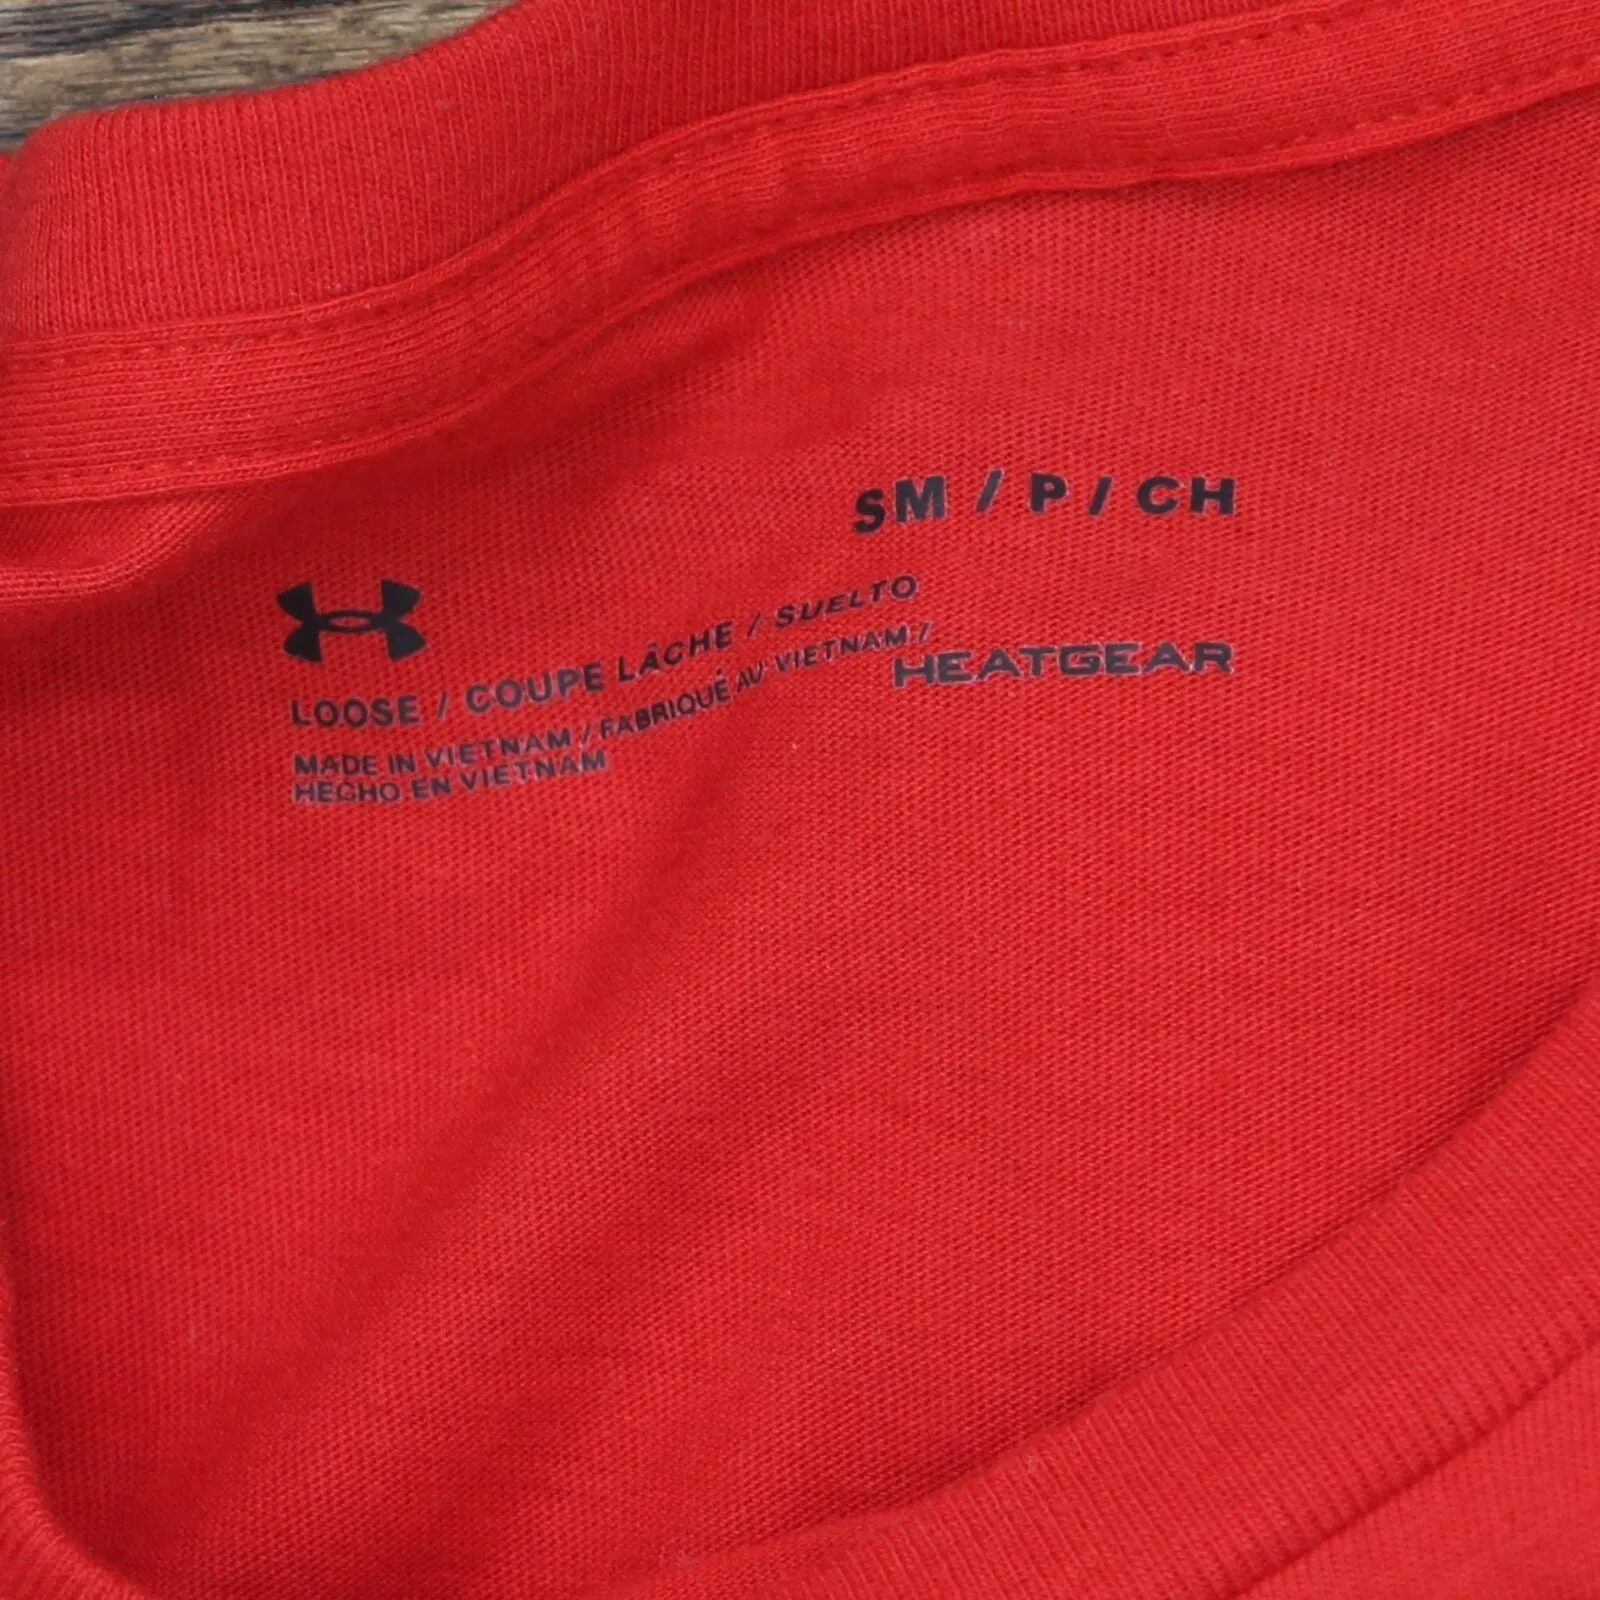 SM / P / CH
LOOSE / COUPE LÂCHE / SUELTO
MADE IN VIETNAM / FABRIQUÉ AU VIETNAM /
HECHO EN VIETNAM
HEATGEAR